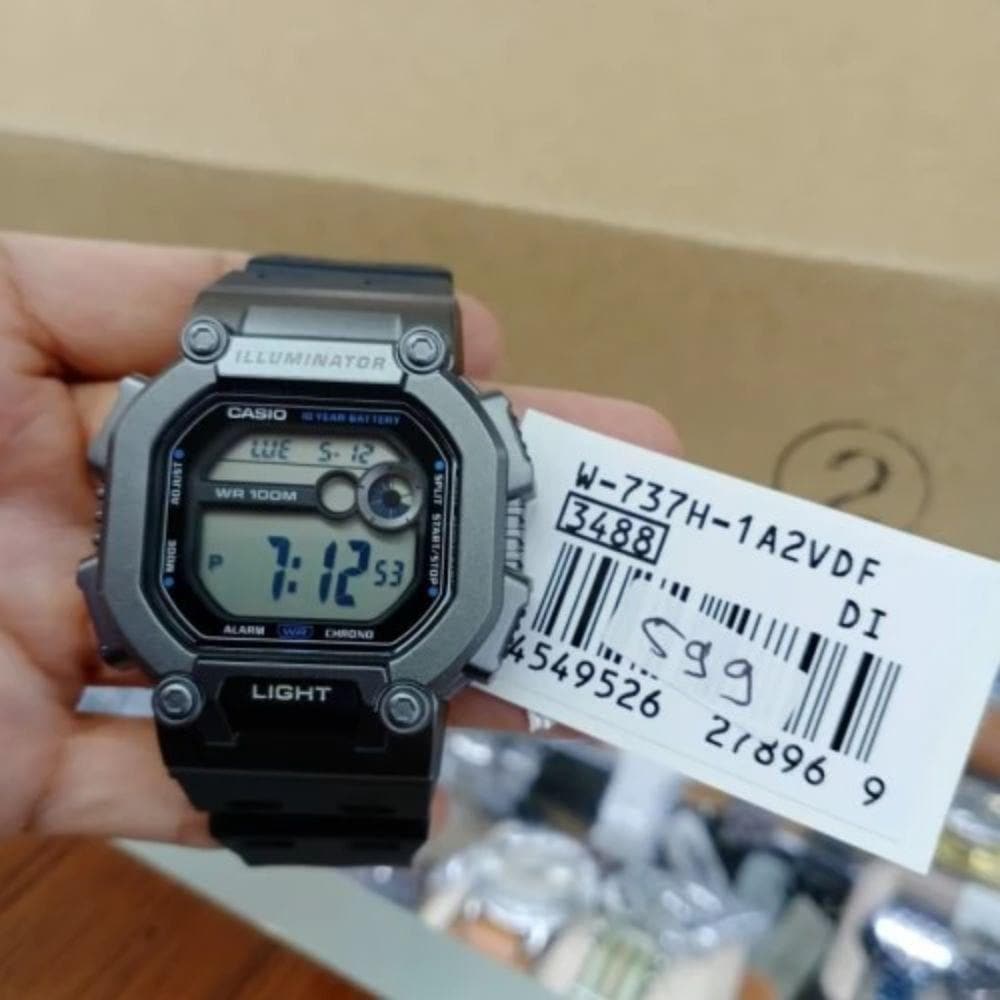 ILLUMINATOR
CASIO 10 YEAR BATTERY
ADJUST
MODE
SPLIT START/STOP
TUE 5-12
WR 100M
P 7:12 53
ALARM WR CHRONO
LIGHT
W-737H-1A2VDF
3488
DI
599
4549526 27896 9
2